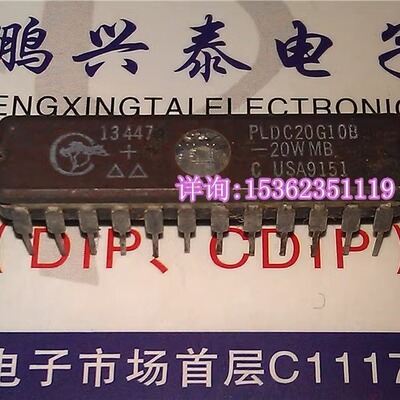 鹏兴泰电子
ENGXINGTAIELECTRONIC
13447 PLDC20G10B
+ -20WMB
△△ C USA9151
详询:15362351119
(DIP、CDIP)
电子市场首层C1117